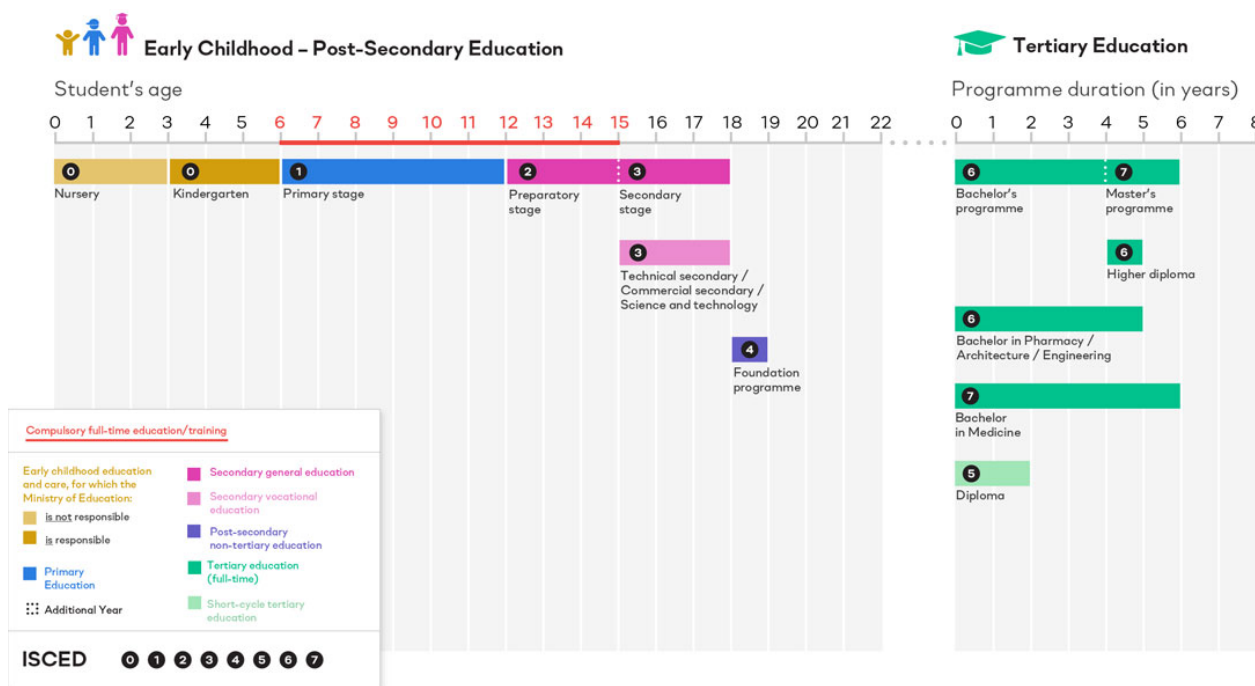 Early Childhood – Post-Secondary Education
Student's age
0 1 2 3 4 5 6 7 8 9 10 11 12 13 14 15 16 17 18 19 20 21 22
0
Nursery
0
Kindergarten
1
Primary stage
2
Preparatory
stage
3
Secondary
stage
3
Technical secondary /
Commercial secondary /
Science and technology
4
Foundation
programme
Tertiary Education
Programme duration (in years)
0 1 2 3 4 5 6 7 8
6
Bachelor's
programme
7
Master's
programme
6
Higher diploma
6
Bachelor in Pharmacy /
Architecture / Engineering
7
Bachelor
in Medicine
5
Diploma
Compulsory full-time education/training
Early childhood education
and care, for which the
Ministry of Education:
is not responsible
is responsible
Primary
Education
Additional Year
Secondary general education
Secondary vocational
education
Post-secondary
non-tertiary education
Tertiary education
(full-time)
Short-cycle tertiary
education
ISCED 0 1 2 3 4 5 6 7